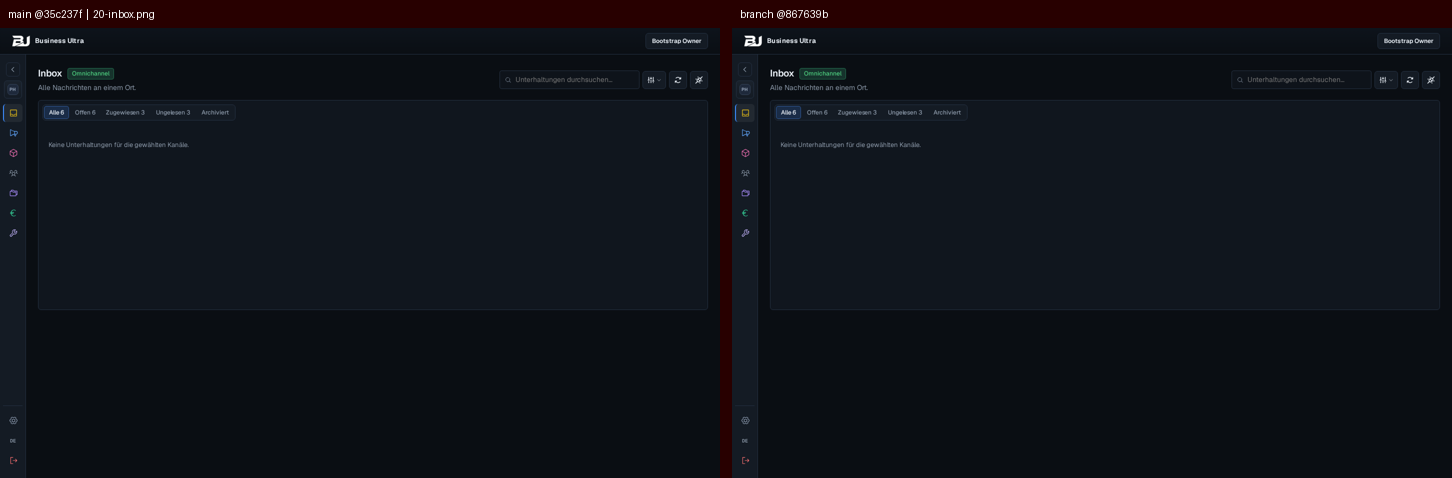 main @35c237f | 20-inbox.png
Business Ultra
Bootstrap Owner
PH
Inbox Omnichannel
Alle Nachrichten an einem Ort.
Unterhaltungen durchsuchen...
Alle 6 Offen 6 Zugewiesen 3 Ungelesen 3 Archiviert
Keine Unterhaltungen für die gewählten Kanäle.
DE
branch @867639b
Business Ultra
Bootstrap Owner
PH
Inbox Omnichannel
Alle Nachrichten an einem Ort.
Unterhaltungen durchsuchen...
Alle 6 Offen 6 Zugewiesen 3 Ungelesen 3 Archiviert
Keine Unterhaltungen für die gewählten Kanäle.
DE